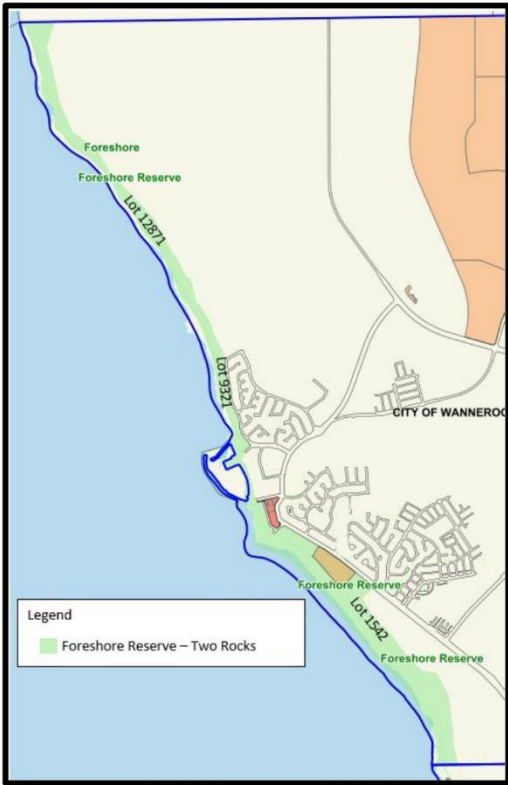 Foreshore
Foreshore Reserve
Lot 12871
Lot 9321
CITY OF WANNEROO
Foreshore Reserve
Lot 1542
Foreshore Reserve
Legend
Foreshore Reserve – Two Rocks